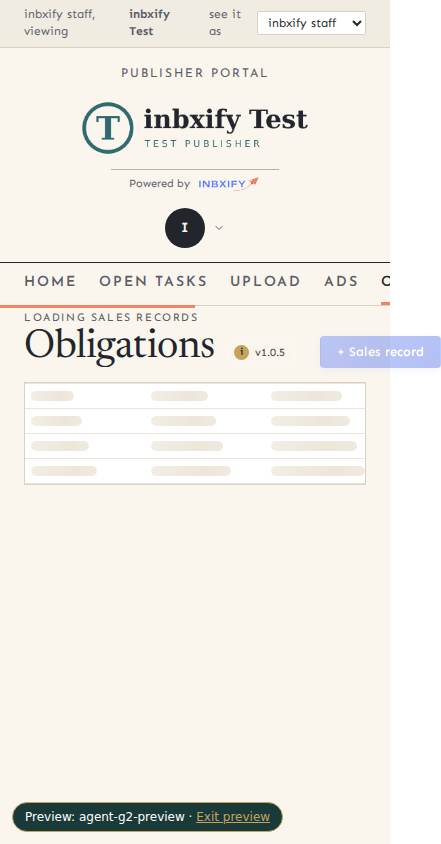 inbxify staff, viewing
inbxify Test
see it as
inbxify staff
PUBLISHER PORTAL
T
inbxify Test
TEST PUBLISHER
Powered by INBXIFY
I
HOME OPEN TASKS UPLOAD ADS
LOADING SALES RECORDS
Obligations i v1.0.5 + Sales record
Preview: agent-g2-preview · Exit preview